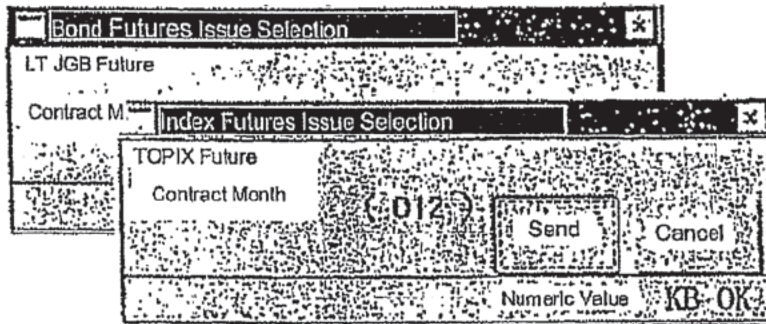 Bond Futures Issue Selection
LT JGB Future
Contract M
Index Futures Issue Selection
TOPIX Future
Contract Month
(D12)
Send
Cancel
Numeric Value
KB OK